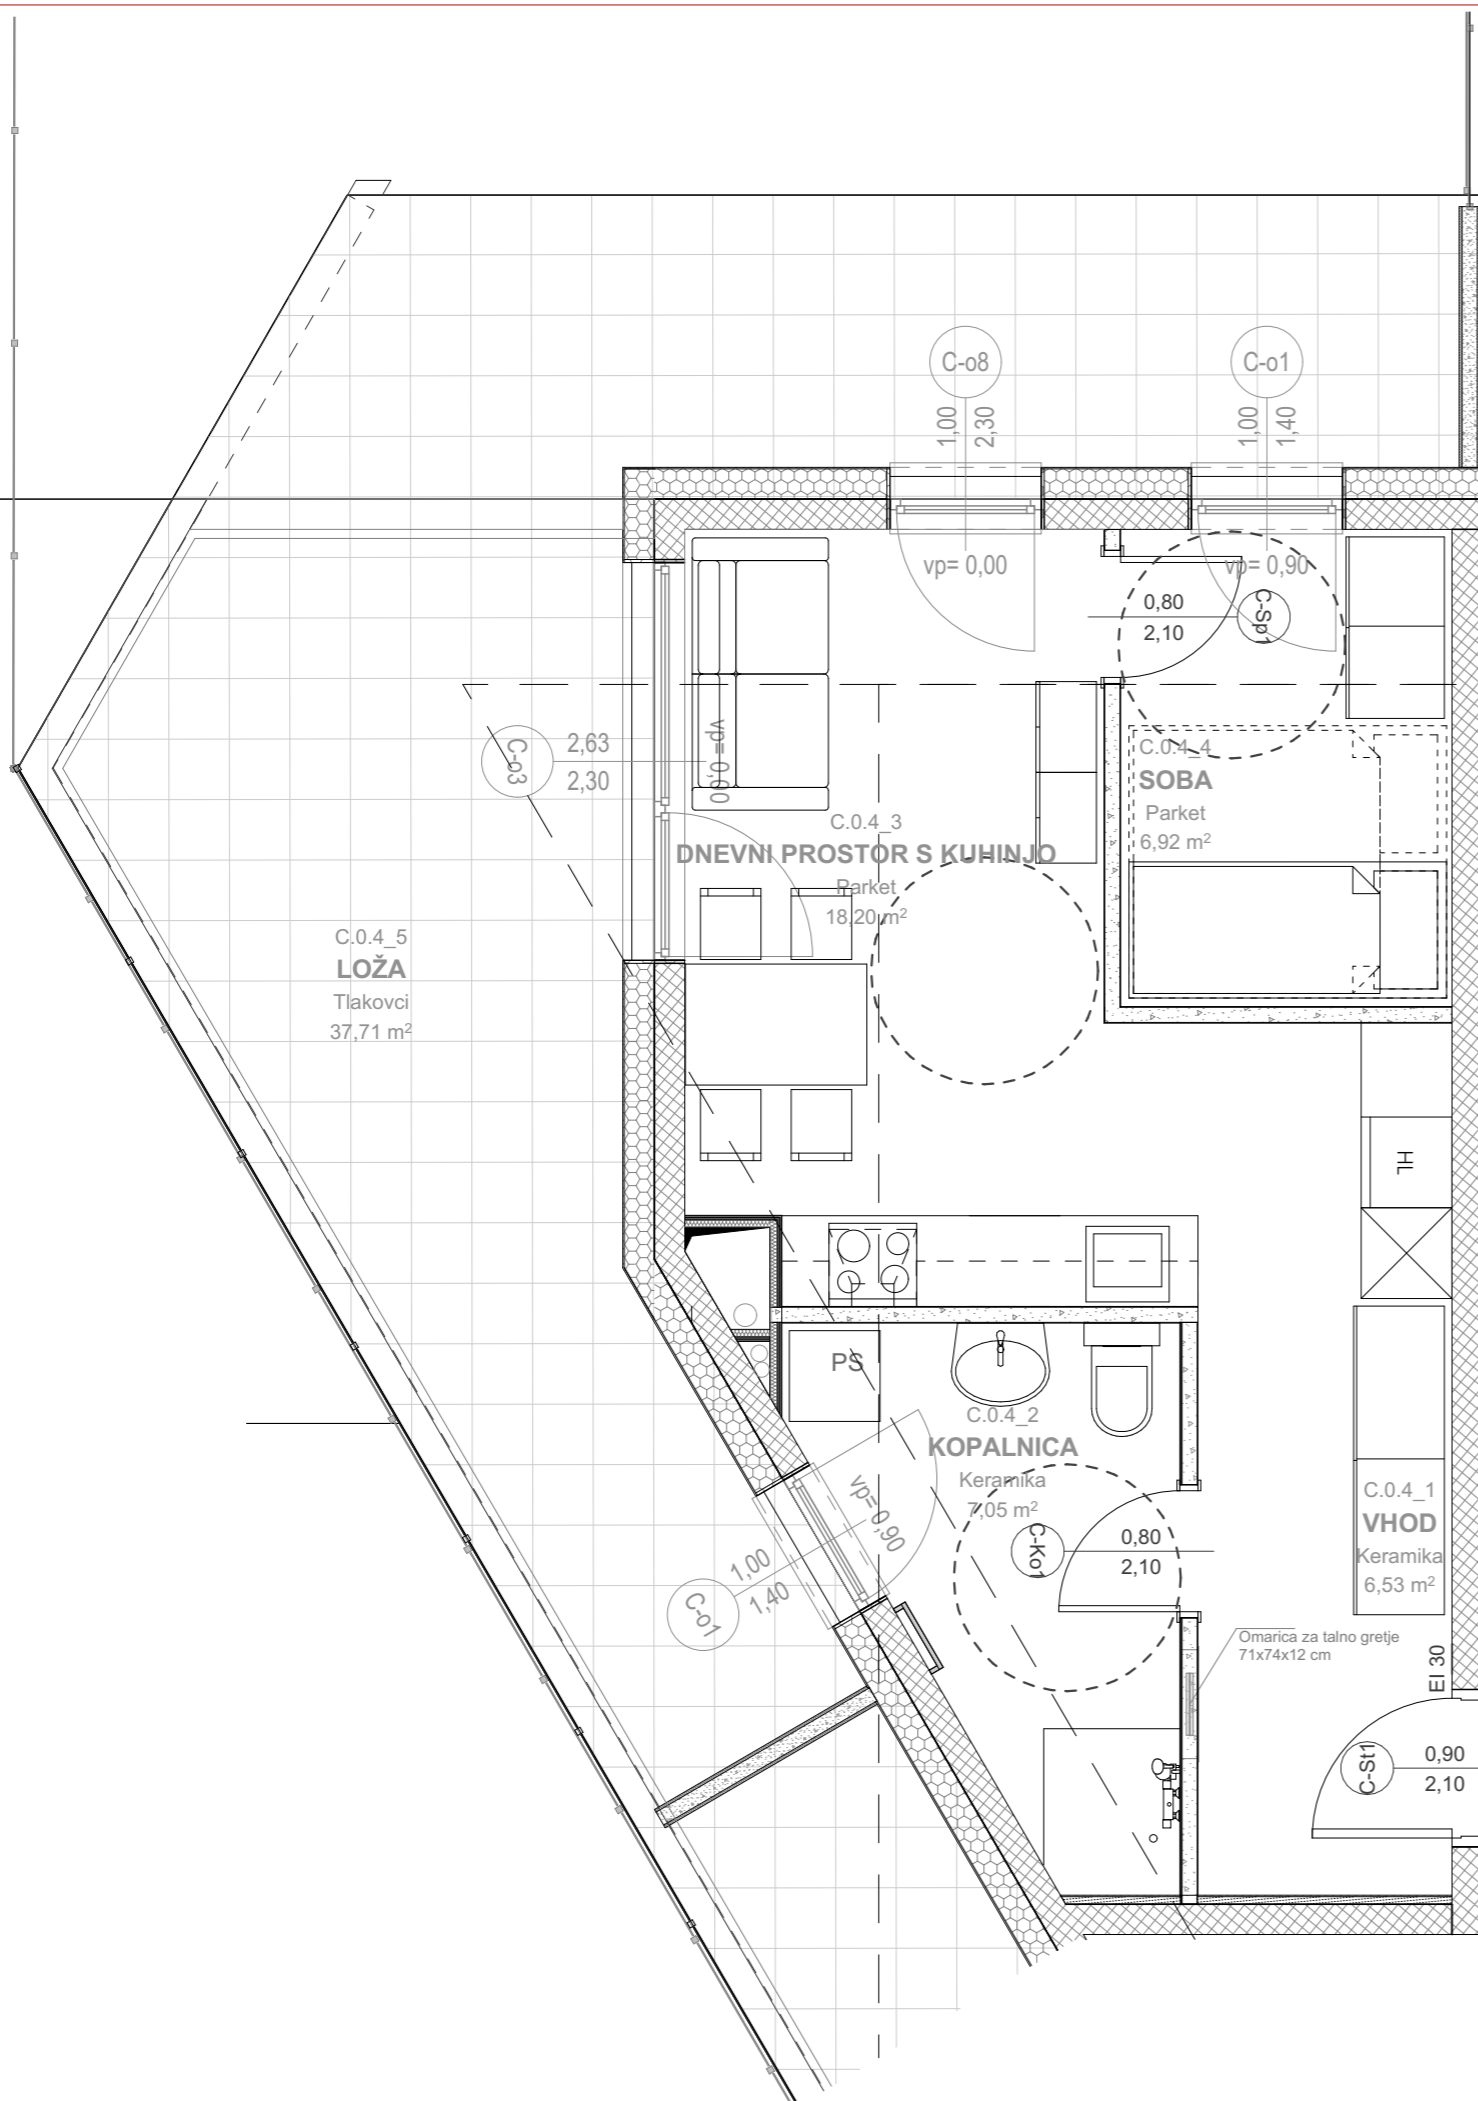 C-o8
1,00
2,30
vp= 0,00
C-o1
1,00
1,40
vp= 0,90
0,80
2,10
C-Sp1
C-o3
2,63
2,30
vp= 0,00
C.0.4_4
SOBA
Parket
6,92 m²
C.0.4_3
DNEVNI PROSTOR S KUHINJO
Parket
18,20 m²
C.0.4_5
LOŽA
Tlakovci
37,71 m²
HL
PS
C.0.4_2
KOPALNICA
Keramika
7,05 m²
vp= 0,90
1,00
1,40
C-o1
C-Ko1
0,80
2,10
C.0.4_1
VHOD
Keramika
6,53 m²
Omarica za talno gretje
71x74x12 cm
EI 30
C-St1
0,90
2,10